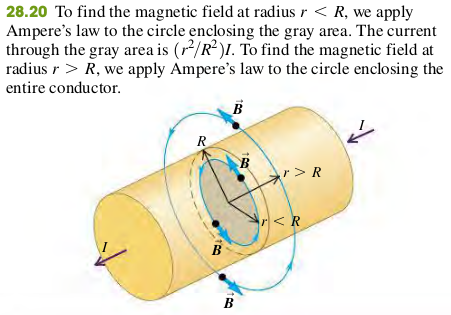 28.20 To find the magnetic field at radius r < R, we apply
Ampere's law to the circle enclosing the gray area. The current
through the gray area is (r²/R²)I. To find the magnetic field at
radius r > R, we apply Ampere's law to the circle enclosing the
entire conductor.
B⃗
I
R
B⃗
r > R
r < R
I
B⃗
B⃗